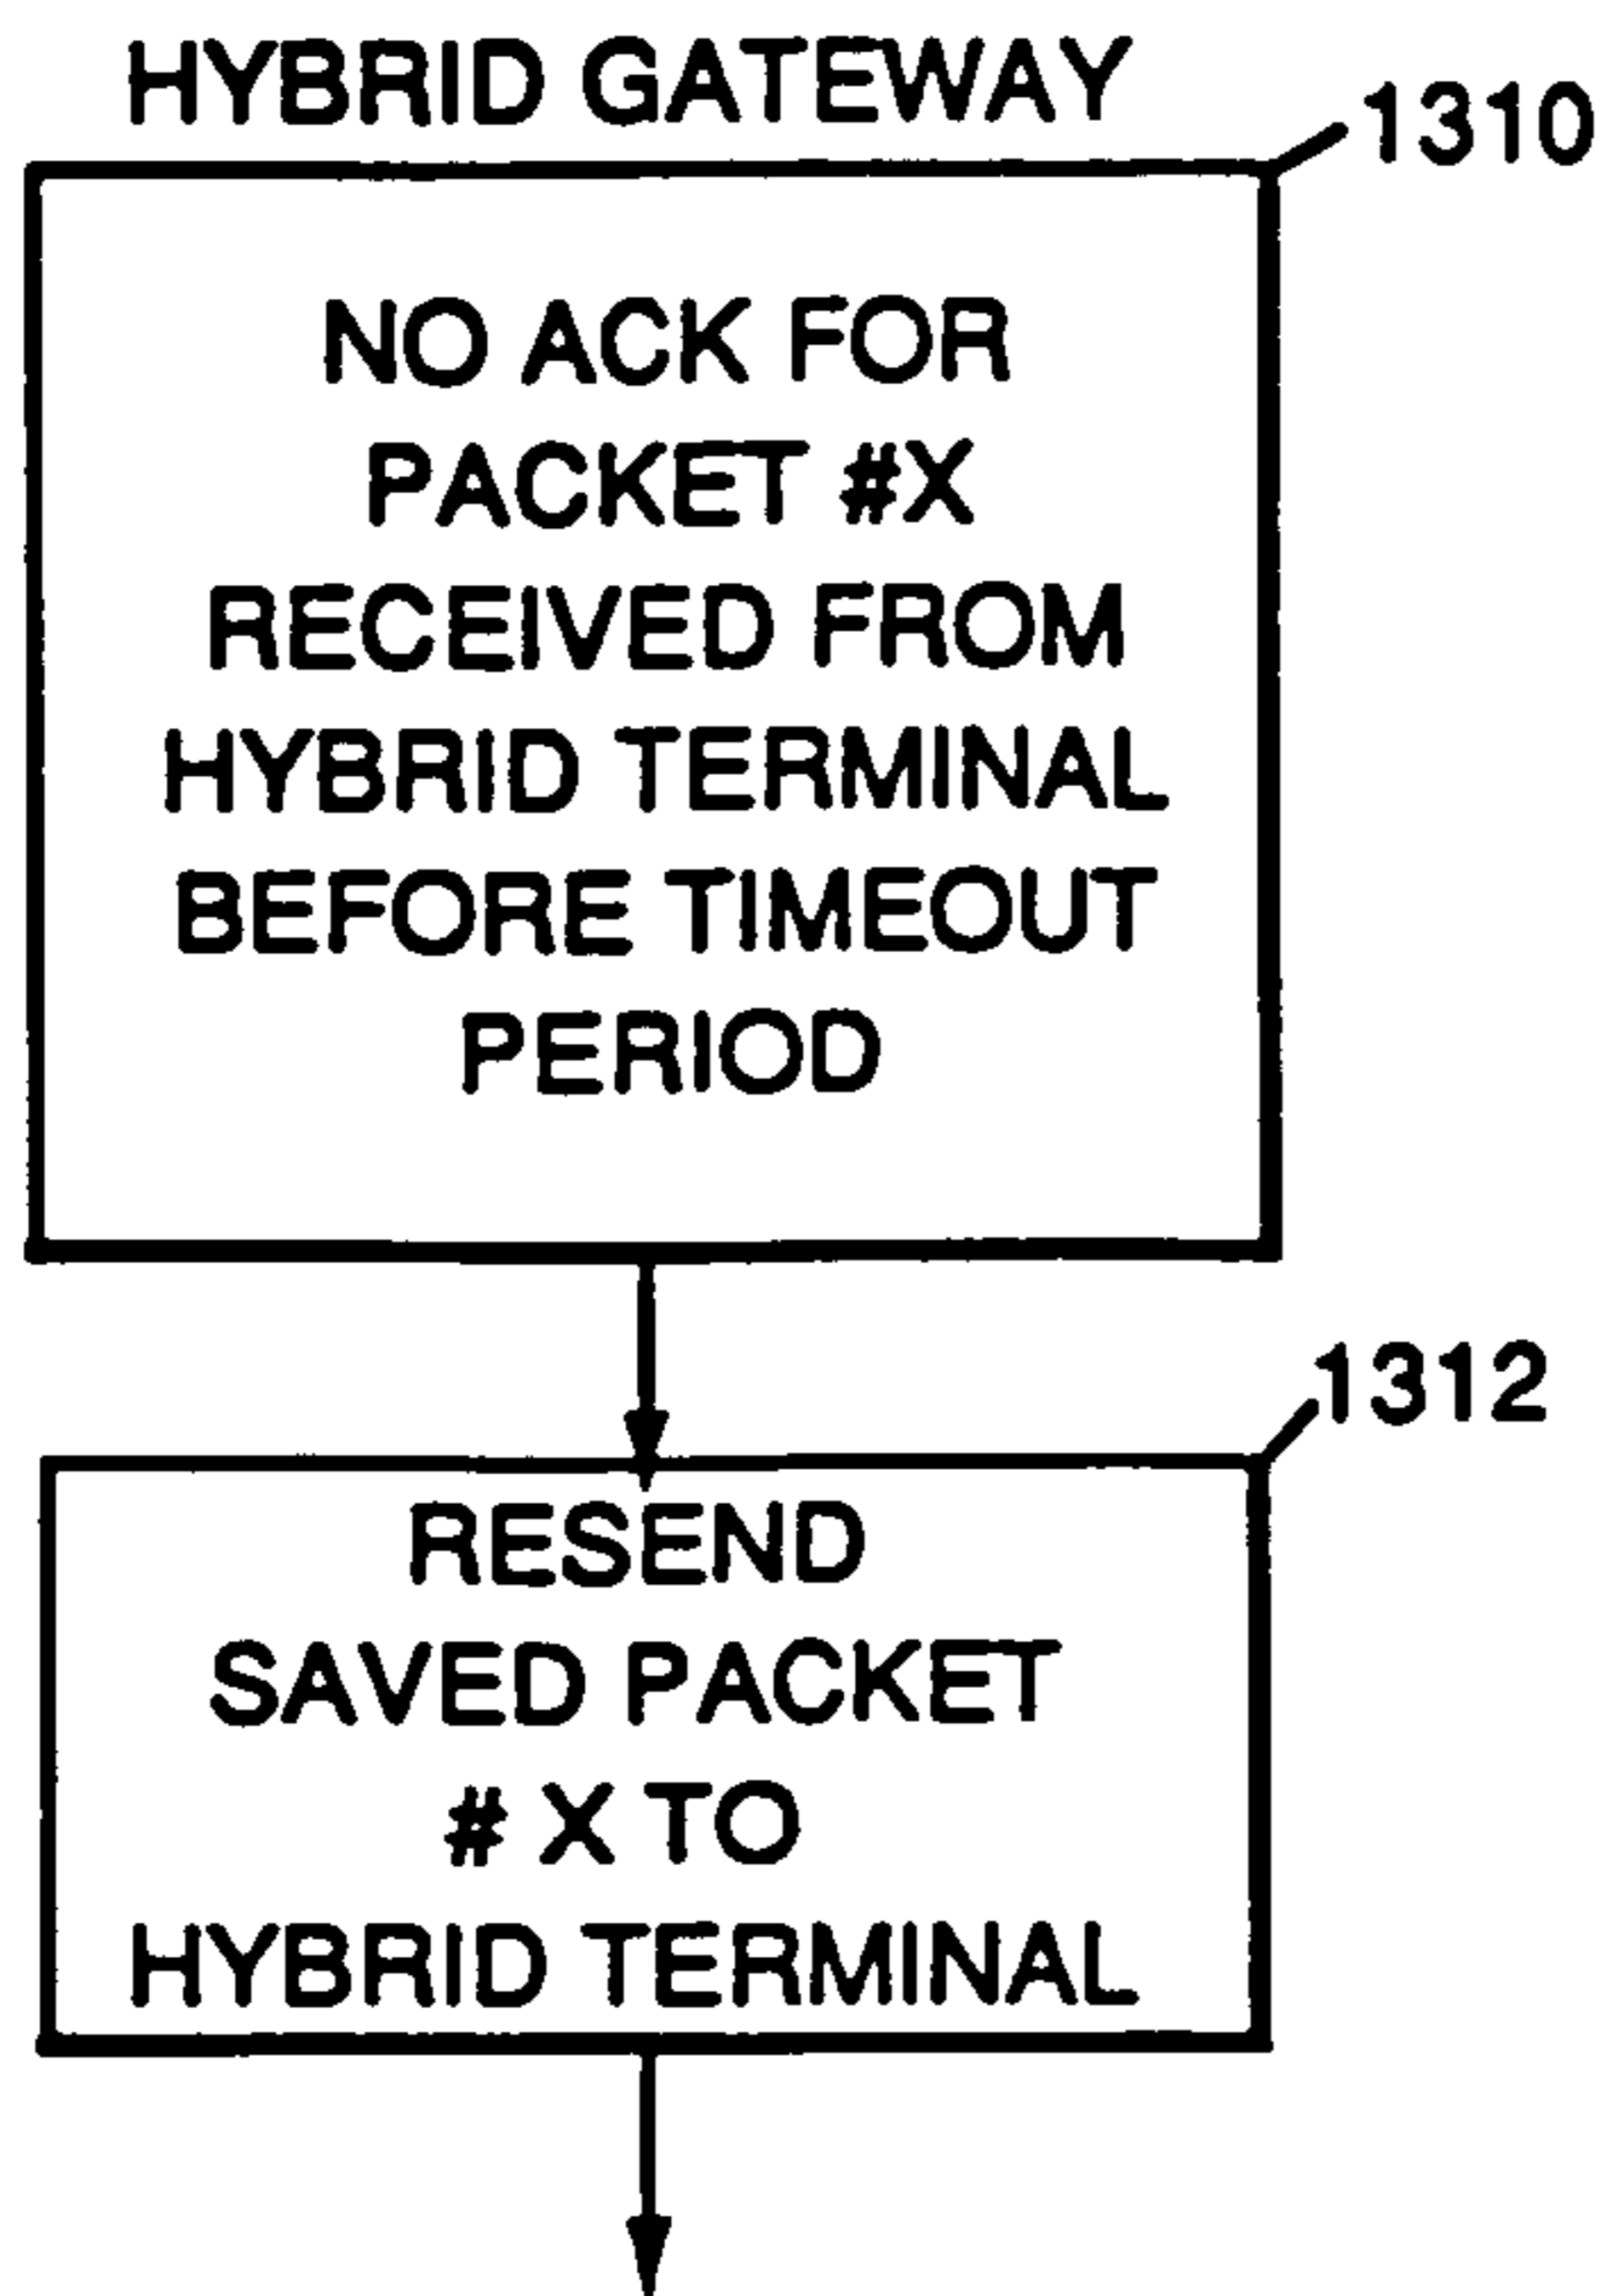 HYBRID GATEWAY
1310
NO ACK FOR
PACKET #X
RECEIVED FROM
HYBRID TERMINAL
BEFORE TIMEOUT
PERIOD
1312
RESEND
SAVED PACKET
# X TO
HYBRID TERMINAL